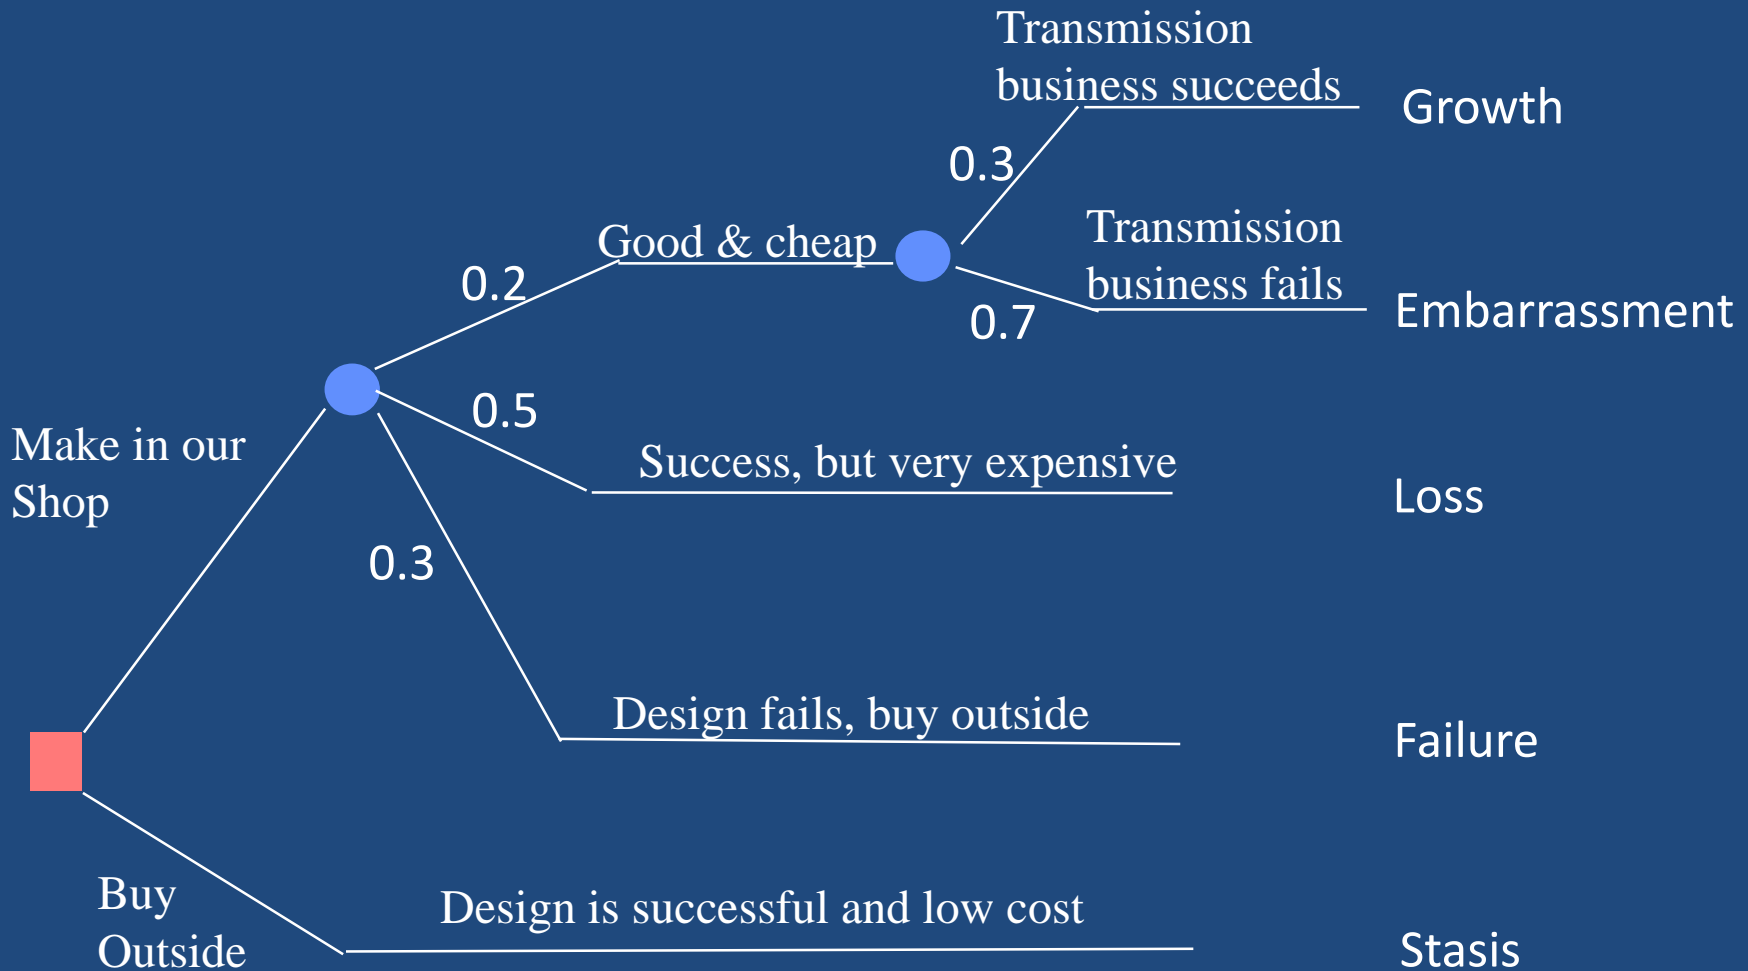 Transmission
business succeeds
Growth
0.3
Transmission
business fails
Good & cheap
0.2
Embarrassment
0.7
0.5
Make in our
Shop
Success, but very expensive
Loss
0.3
Design fails, buy outside
Failure
Buy
Outside
Design is successful and low cost
Stasis